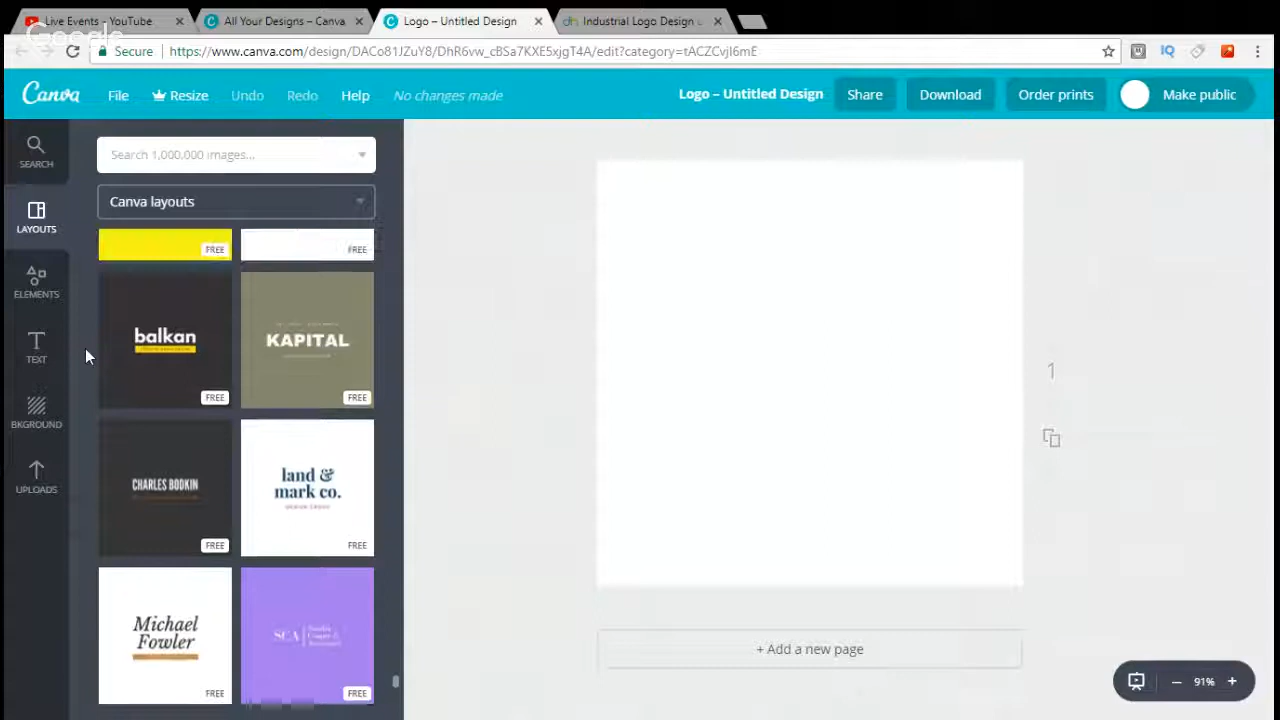 Live Events - YouTube
All Your Designs – Canva
Logo – Untitled Design
Industrial Logo Design
Google
Secure
https://www.canva.com/design/DACo81JZuY8/DhR6vw_cBSa7KXE5xjgT4A/edit?category=tACZCvjI6mE
IQ
Canva
File
Resize
Undo
Redo
Help
No changes made
Logo – Untitled Design
Share
Download
Order prints
Make public
SEARCH
LAYOUTS
ELEMENTS
TEXT
BKGROUND
UPLOADS
Search 1,000,000 images...
Canva layouts
FREE
FREE
balkan
FREE
KAPITAL
FREE
CHARLES BODKIN
FREE
land &
mark co.
FREE
Michael
Fowler
FREE
SCA
FREE
1
+ Add a new page
91%